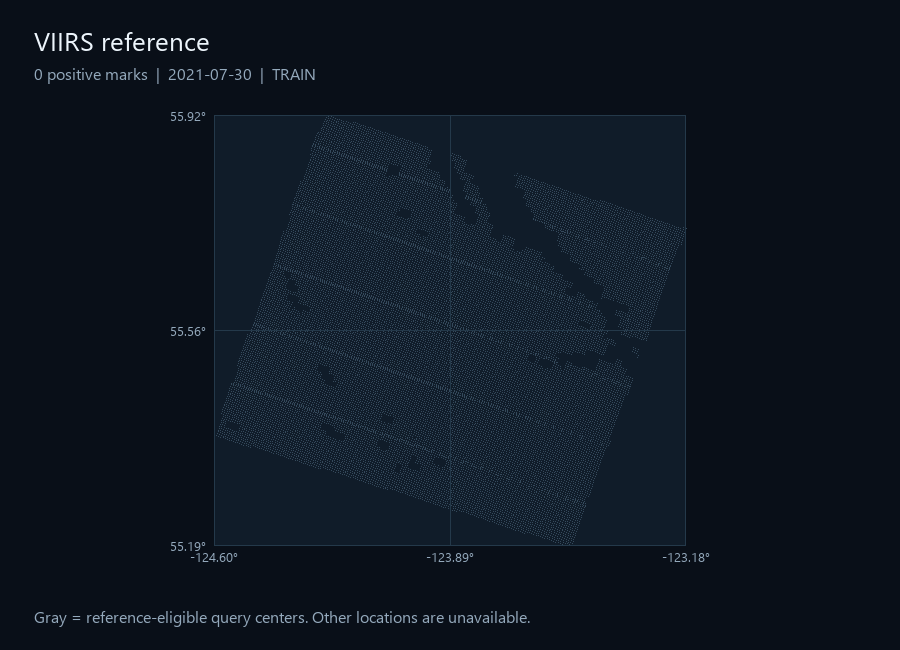 VIIRS reference
0 positive marks | 2021-07-30 | TRAIN
55.92°
55.56°
55.19°
-124.60°
-123.89°
-123.18°
Gray = reference-eligible query centers. Other locations are unavailable.